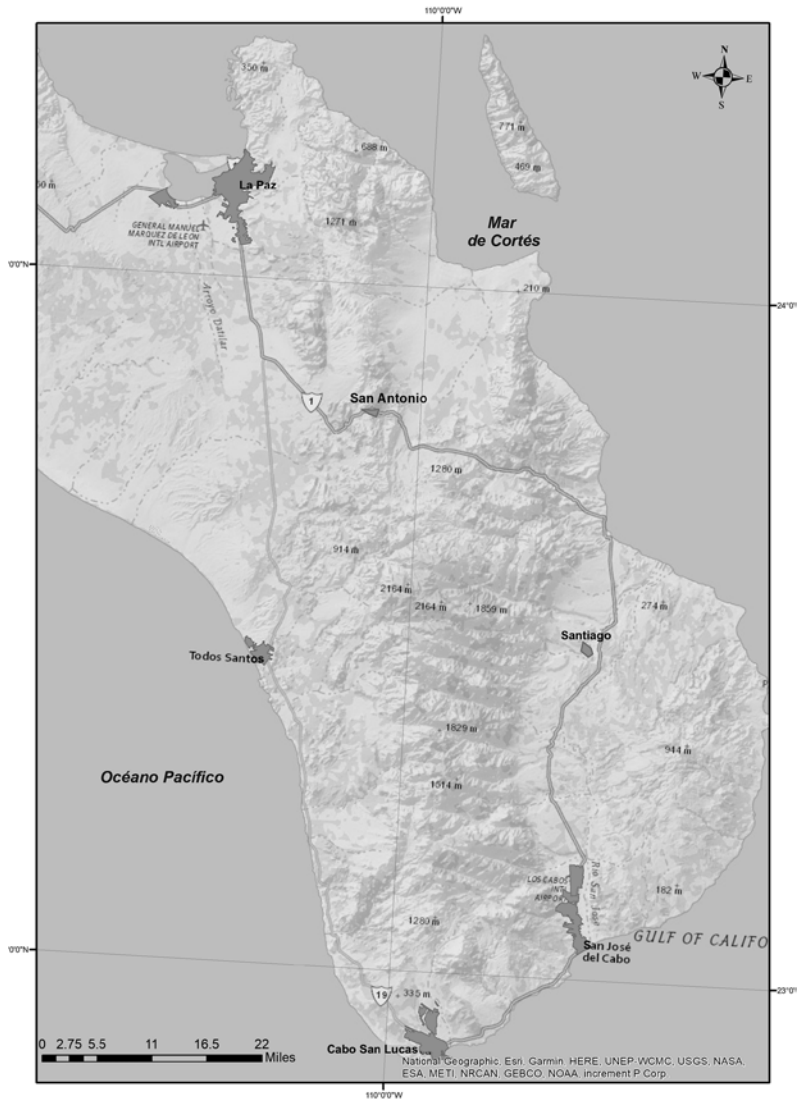 110°0'0"W
N
W E
S
350 m
771 m
688 m
469 m
La Paz
00 m
GENERAL MANUEL
MARQUEZ DE LEON
INTL AIRPORT
1271 m
Mar
de Cortés
0'0"N
210 m
24°0
Arroyo Datilar
San Antonio
1
1280 m
914 m
2164 m
2164 m
1859 m
274 m
Santiago
Todos Santos
P
1829 m
944 m
Océano Pacífico
1514 m
LOS CABOS
INTL
AIRPORT
Rio San José
182 m
1280 m
GULF OF CALIFO
San José
del Cabo
0'0"N
23°0
19
335 m
0 2.75 5.5 11 16.5 22
Miles
Cabo San Lucas
National Geographic, Esri, Garmin, HERE, UNEP-WCMC, USGS, NASA,
ESA, METI, NRCAN, GEBCO, NOAA, increment P Corp.
110°0'0"W